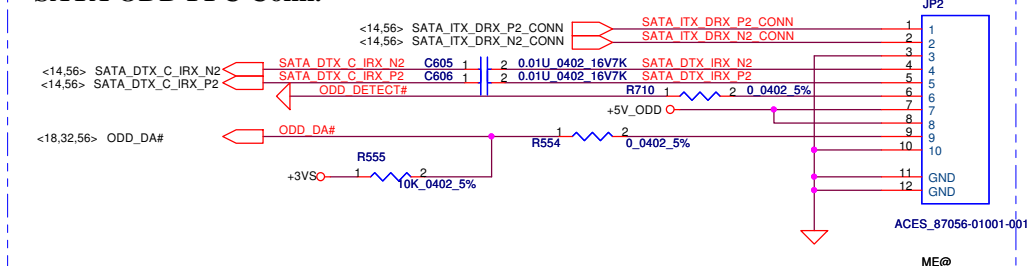 JP2
<14,56> SATA_ITX_DRX_P2_CONN SATA_ITX_DRX_P2_CONN 1 1
<14,56> SATA_ITX_DRX_N2_CONN SATA_ITX_DRX_N2_CONN 2 2
3 3
<14,56> SATA_DTX_C_IRX_N2 SATA_DTX_C_IRX_N2 C605 1 2 0.01U_0402_16V7K SATA_DTX_IRX_N2 4 4
<14,56> SATA_DTX_C_IRX_P2 SATA_DTX_C_IRX_P2 C606 1 2 0.01U_0402_16V7K SATA_DTX_IRX_P2 5 5
ODD_DETECT# R710 1 2 0_0402_5% 6 6
+5V_ODD 7 7
8 8
<18,32,56> ODD_DA# ODD_DA# R554 1 2 0_0402_5% 9 9
10 10
R555
+3VS 1 2 10K_0402_5%
11 GND
12 GND
ACES_87056-01001-001
ME@